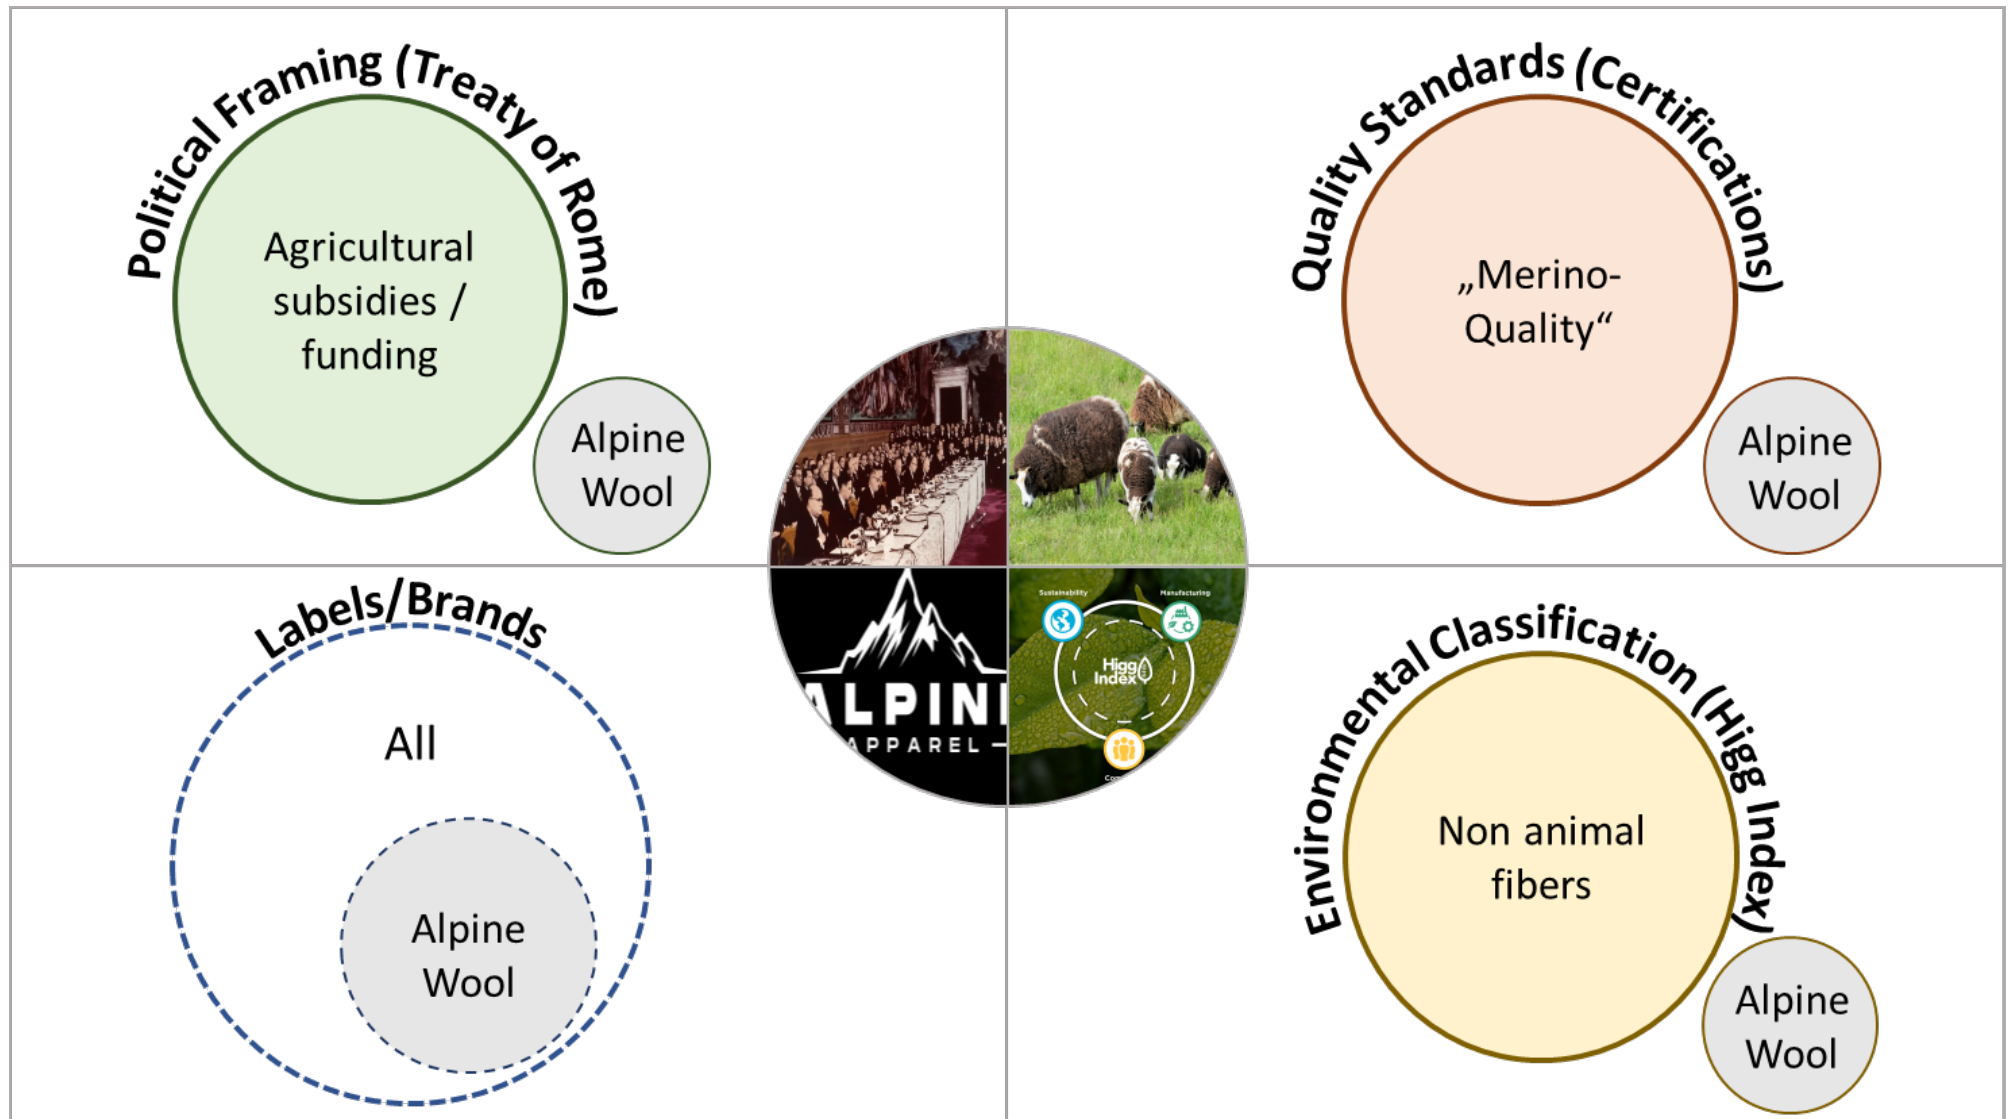 Political Framing (Treaty of Rome)
Agricultural
subsidies /
funding
Alpine
Wool
Quality Standards (Certifications)
„Merino-
Quality“
Alpine
Wool
Labels/Brands
All
Alpine
Wool
ALPIN
APPAREL
Sustainability
Manufacturing
Higg
Index
Environmental Classification (Higg Index)
Non animal
fibers
Alpine
Wool